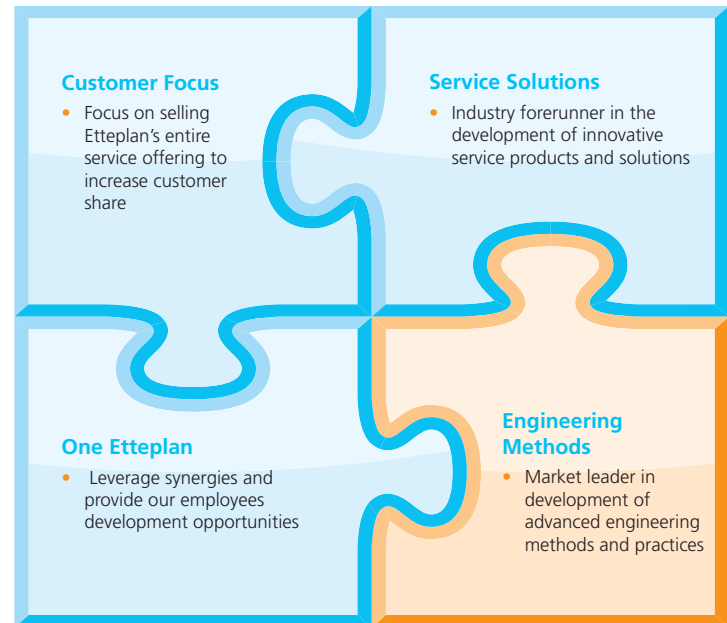 Customer Focus
• Focus on selling
Etteplan's entire
service offering to
increase customer
share
Service Solutions
• Industry forerunner in the
development of innovative
service products and solutions
One Etteplan
• Leverage synergies and
provide our employees
development opportunities
Engineering
Methods
• Market leader in
development of
advanced engineering
methods and practices